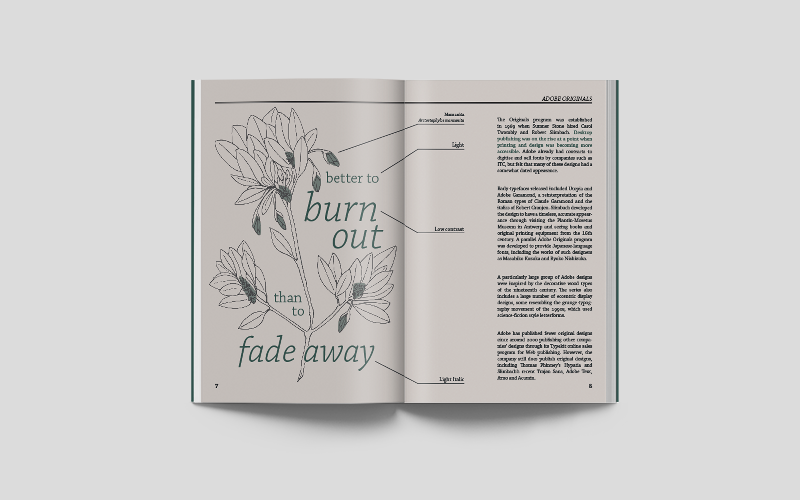 ADOBE ORIGINALS
better to
burn
out
than
to
fade away
Light
Low contrast
Light Italic
The Originals program was established
in 1989 when Sumner Stone hired Carol
Twombly and Robert Slimbach. Desktop
publishing was on the rise at a point when
printing and design was becoming more
accessible. Adobe already had contracts to
digitise and sell fonts by companies such as
ITC, but felt that many of these designs had a
somewhat dated appearance.
Early typefaces released included Utopia and
Adobe Garamond, a reinterpretation of the
Roman types of Claude Garamond and the
italics of Robert Granjon. Slimbach developed
the design to have a timeless, accurate appear-
ance through visiting the Plantin-Moretus
Museum in Antwerp and seeing books and
original printing equipment from the 16th
century. A parallel Adobe Originals program
was developed to provide Japanese-language
fonts, including the works of such designers
as Masahiko Kozuka and Ryoko Nishizuka.
A particularly large group of Adobe designs
were inspired by the decorative wood types
of the nineteenth century. The series also
includes a large number of eccentric display
designs, some resembling the grunge typog-
raphy movement of the 1990s, which used
science-fiction style letterforms.
Adobe has published fewer original designs
since around 2000 publishing other compa-
nies' designs through its Typekit online sales
program for Web publishing. However, the
company still does publish original designs,
including Thomas Phinney's Hypatia and
Slimbach's recent Trajan Sans, Adobe Text,
Arno and Acumin.
7
8